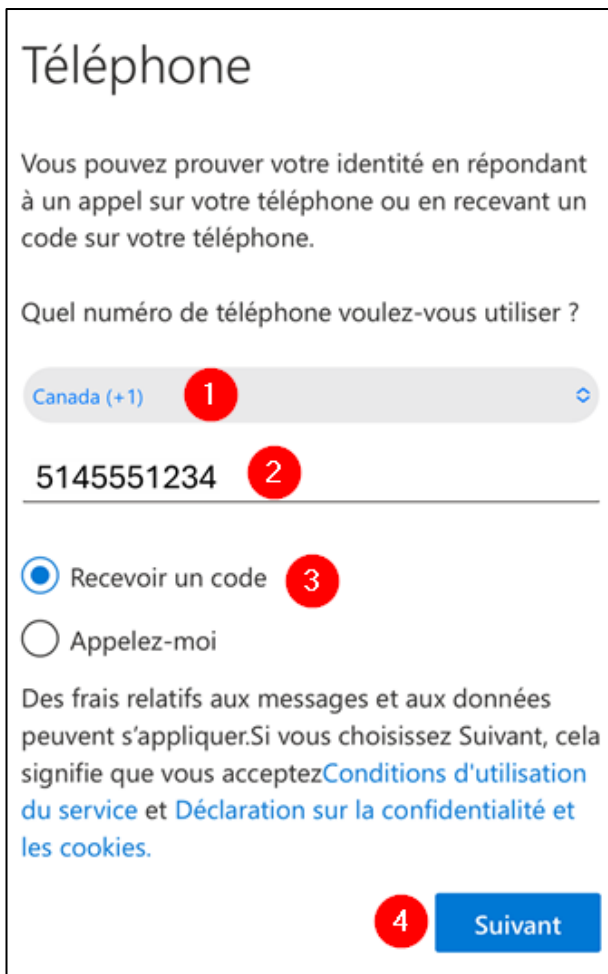 Téléphone
Vous pouvez prouver votre identité en répondant
à un appel sur votre téléphone ou en recevant un
code sur votre téléphone.
Quel numéro de téléphone voulez-vous utiliser ?
Canada (+1) 1
5145551234 2
Recevoir un code 3
Appelez-moi
Des frais relatifs aux messages et aux données
peuvent s'appliquer.Si vous choisissez Suivant, cela
signifie que vous acceptezConditions d'utilisation
du service et Déclaration sur la confidentialité et
les cookies.
4 Suivant